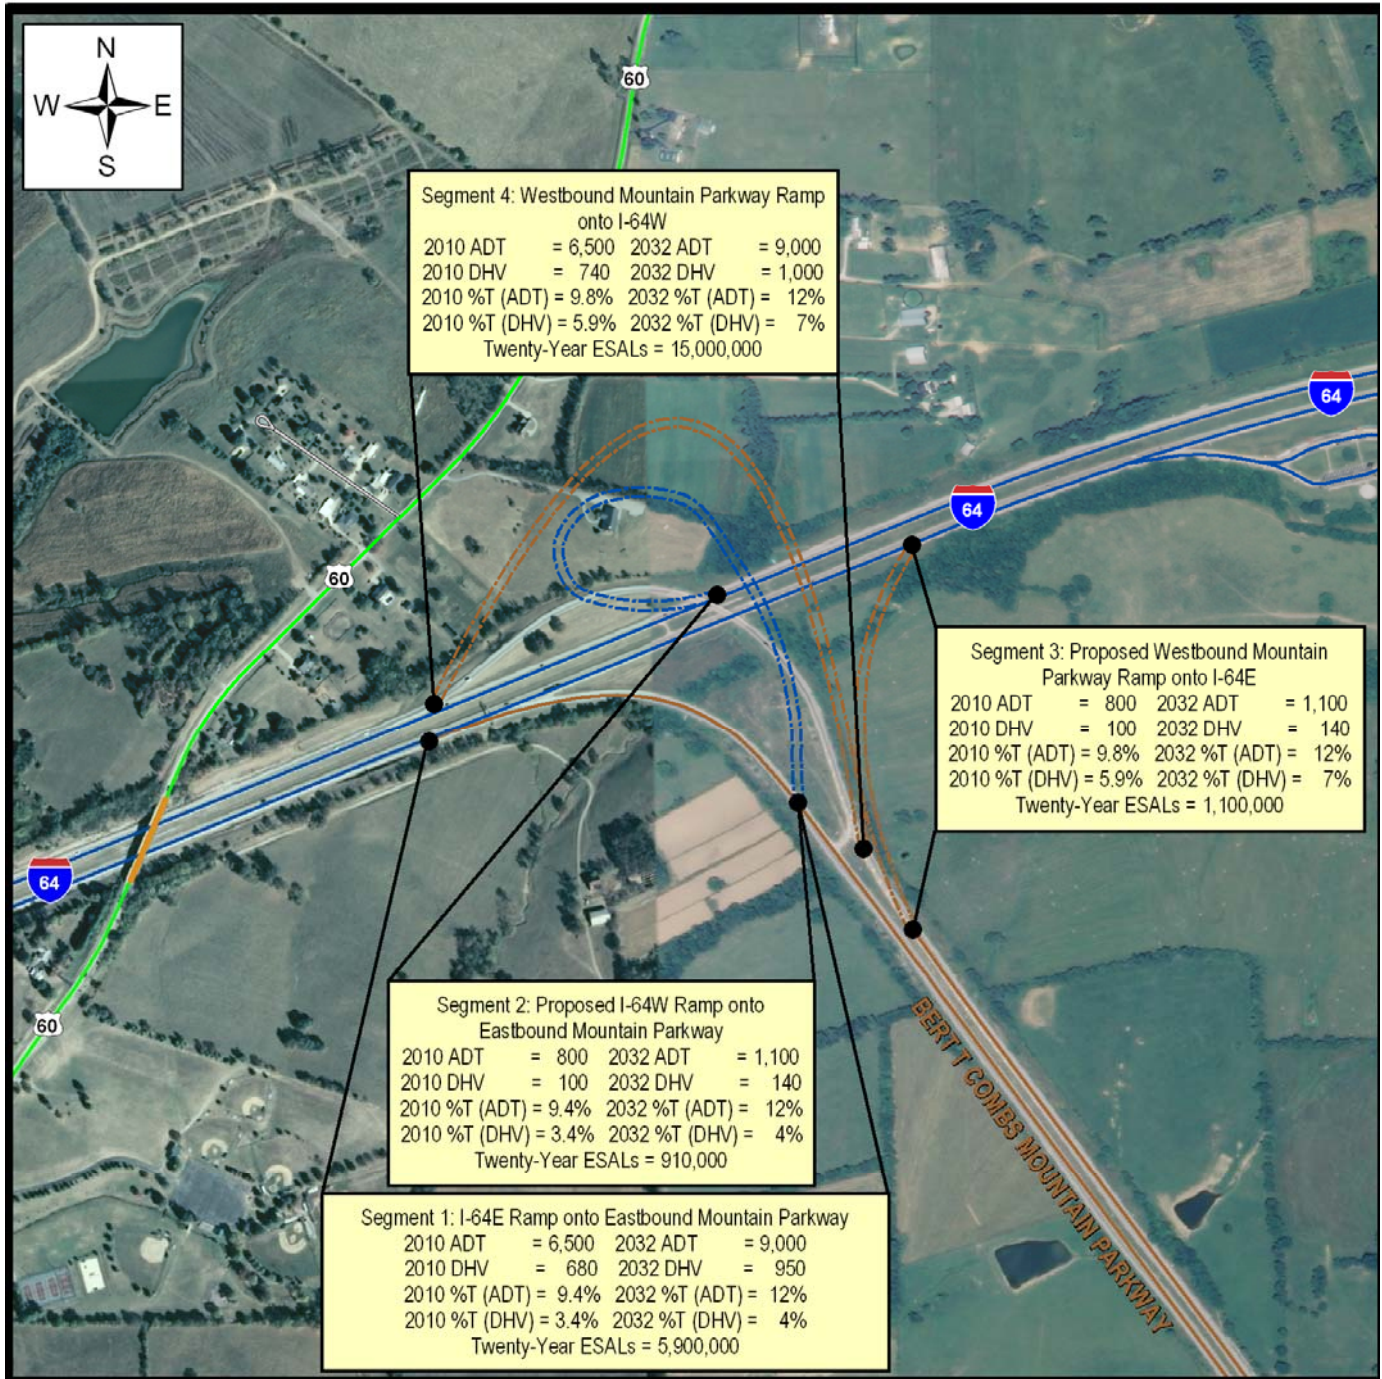 N
W E
S
60
Segment 4: Westbound Mountain Parkway Ramp
onto I-64W
2010 ADT = 6,500 2032 ADT = 9,000
2010 DHV = 740 2032 DHV = 1,000
2010 %T (ADT) = 9.8% 2032 %T (ADT) = 12%
2010 %T (DHV) = 5.9% 2032 %T (DHV) = 7%
Twenty-Year ESALs = 15,000,000
64
64
60
Segment 3: Proposed Westbound Mountain
Parkway Ramp onto I-64E
2010 ADT = 800 2032 ADT = 1,100
2010 DHV = 100 2032 DHV = 140
2010 %T (ADT) = 9.8% 2032 %T (ADT) = 12%
2010 %T (DHV) = 5.9% 2032 %T (DHV) = 7%
Twenty-Year ESALs = 1,100,000
64
60
Segment 2: Proposed I-64W Ramp onto
Eastbound Mountain Parkway
2010 ADT = 800 2032 ADT = 1,100
2010 DHV = 100 2032 DHV = 140
2010 %T (ADT) = 9.4% 2032 %T (ADT) = 12%
2010 %T (DHV) = 3.4% 2032 %T (DHV) = 4%
Twenty-Year ESALs = 910,000
BERT T COMBS MOUNTAIN PARKWAY
Segment 1: I-64E Ramp onto Eastbound Mountain Parkway
2010 ADT = 6,500 2032 ADT = 9,000
2010 DHV = 680 2032 DHV = 950
2010 %T (ADT) = 9.4% 2032 %T (ADT) = 12%
2010 %T (DHV) = 3.4% 2032 %T (DHV) = 4%
Twenty-Year ESALs = 5,900,000